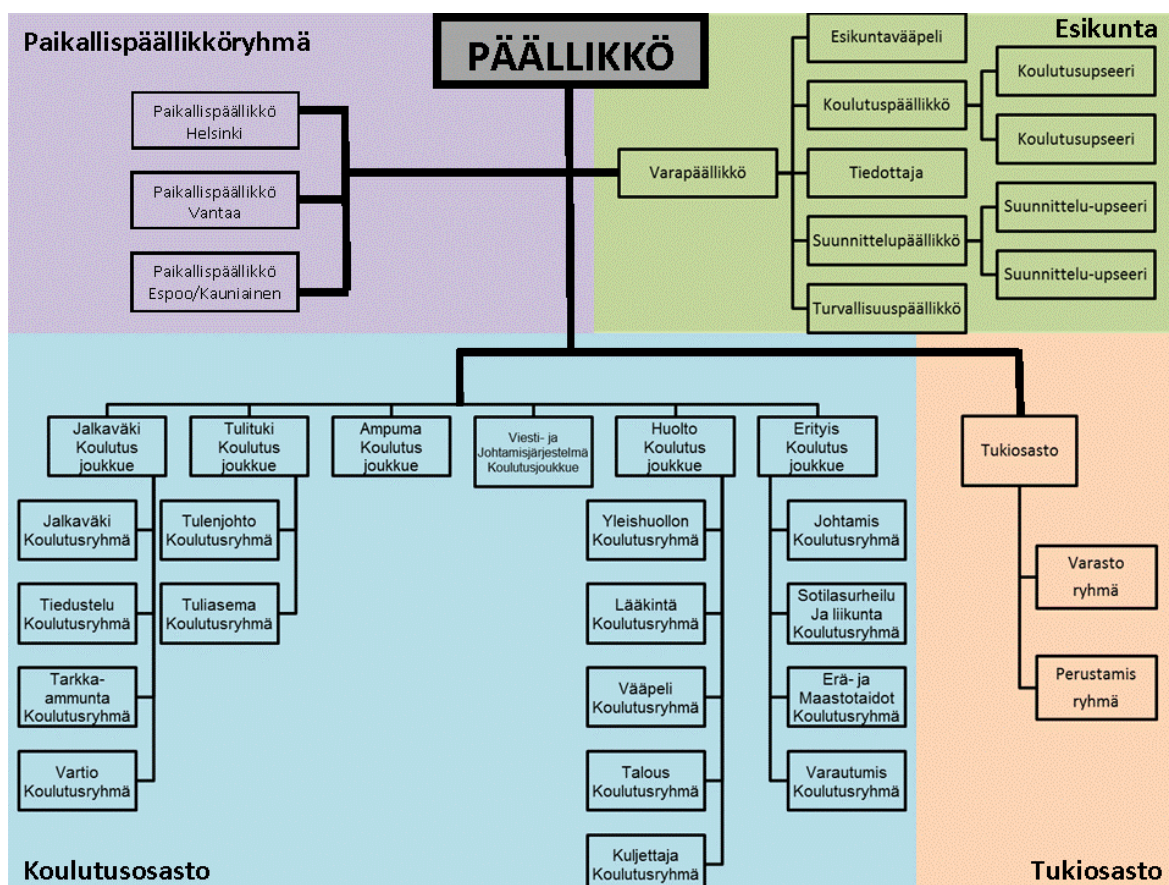 Paikallispäällikköryhmä
PÄÄLLIKKÖ
Esikunta
Paikallispäällikkö
Helsinki
Paikallispäällikkö
Vantaa
Paikallispäällikkö
Espoo/Kauniainen
Varapäällikkö
Esikuntavääpeli
Koulutuspäällikkö
Tiedottaja
Suunnittelupäällikkö
Turvallisuuspäällikkö
Koulutusupseeri
Koulutusupseeri
Suunnittelu-upseeri
Suunnittelu-upseeri
Jalkaväki
Koulutus
joukkue
Jalkaväki
Koulutusryhmä
Tiedustelu
Koulutusryhmä
Tarkka-
ammunta
Koulutusryhmä
Vartio
Koulutusryhmä
Tulituki
Koulutus
joukkue
Tulenjohto
Koulutusryhmä
Tuliasema
Koulutusryhmä
Ampuma
Koulutus
joukkue
Viesti- ja
Johtamisjärjestelmä
Koulutusjoukkue
Huolto
Koulutus
joukkue
Yleishuollon
Koulutusryhmä
Lääkintä
Koulutusryhmä
Vääpeli
Koulutusryhmä
Talous
Koulutusryhmä
Kuljettaja
Koulutusryhmä
Erityis
Koulutus
joukkue
Johtamis
Koulutusryhmä
Sotilasurheilu
Ja liikunta
Koulutusryhmä
Erä- ja
Maastotaidot
Koulutusryhmä
Varautumis
Koulutusryhmä
Tukiosasto
Varasto
ryhmä
Perustamis
ryhmä
Koulutusosasto
Tukiosasto